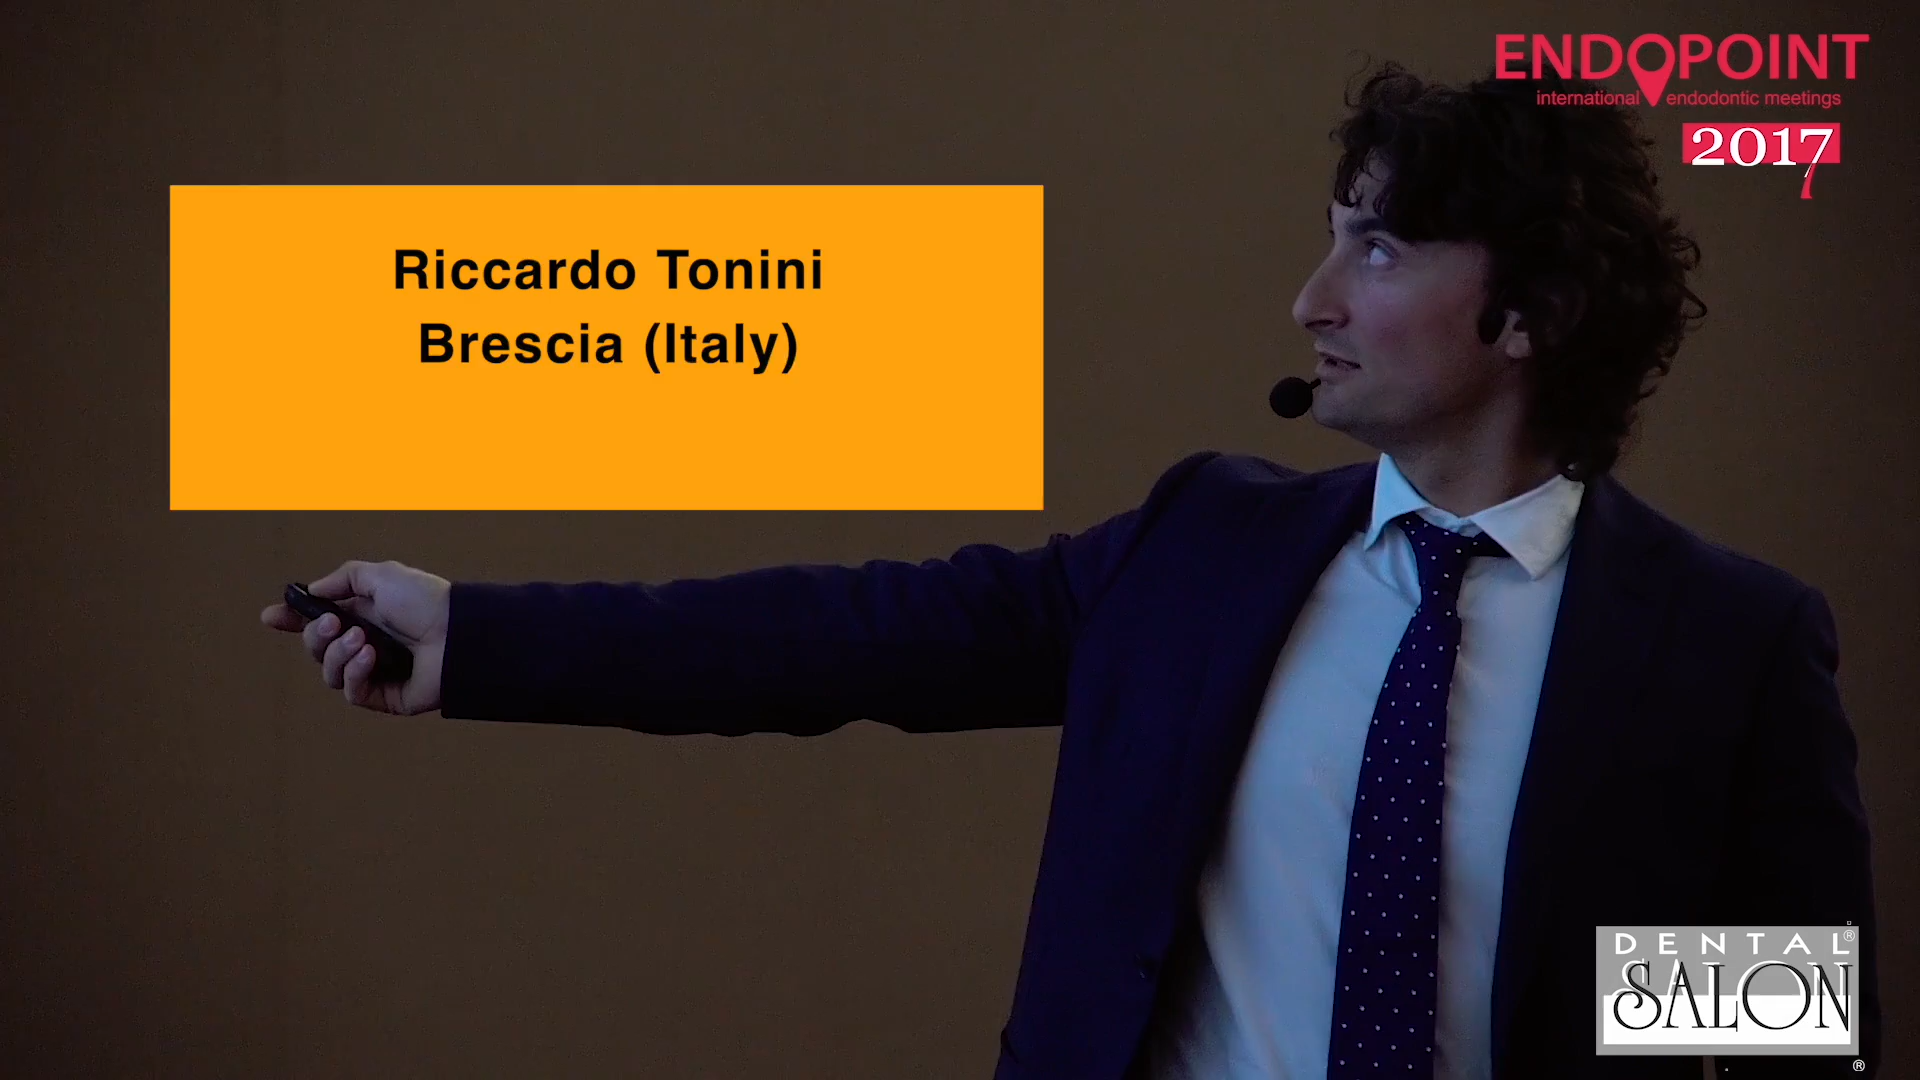 ENDOPOINT
international endodontic meetings
2017
Riccardo Tonini
Brescia (Italy)
DENTAL®
SALON
®